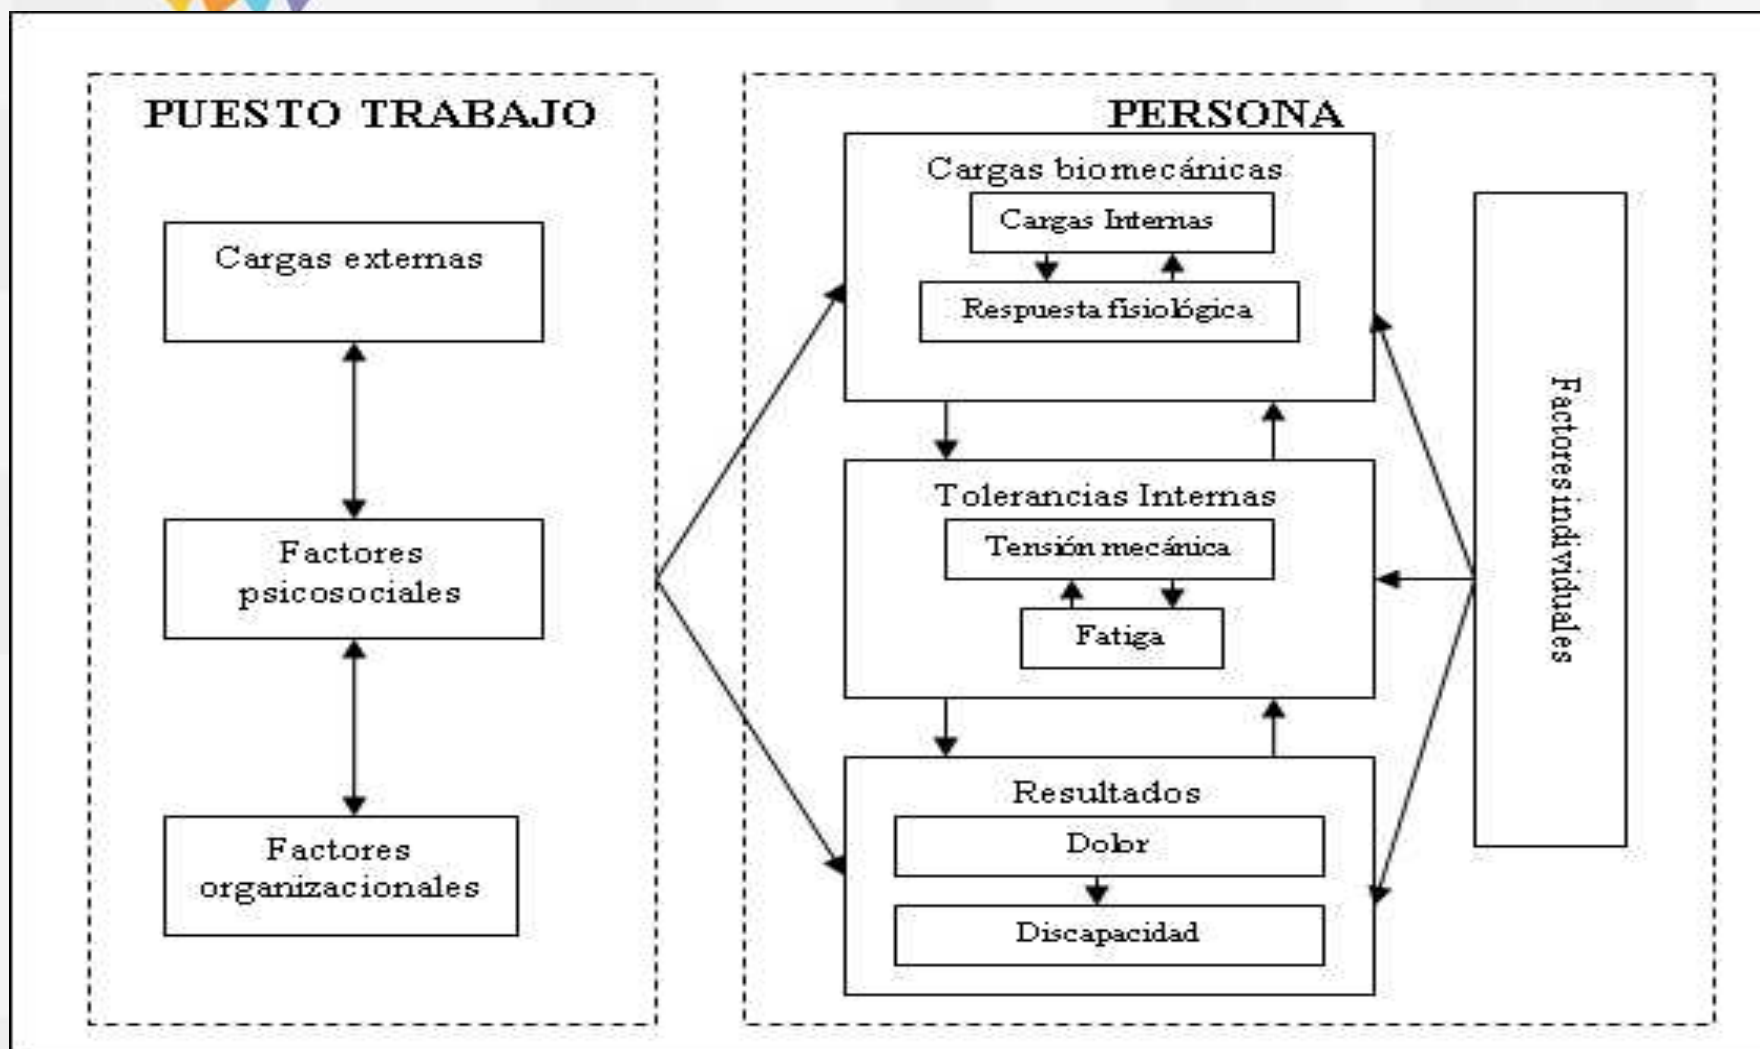 PUESTO TRABAJO
Cargas externas
Factores
psicosociales
Factores
organizacionales
PERSONA
Cargas biomecánicas
Cargas Internas
Respuesta fisiológica
Tolerancias Internas
Tensión mecánica
Fatiga
Resultados
Dolor
Discapacidad
Factores individuales